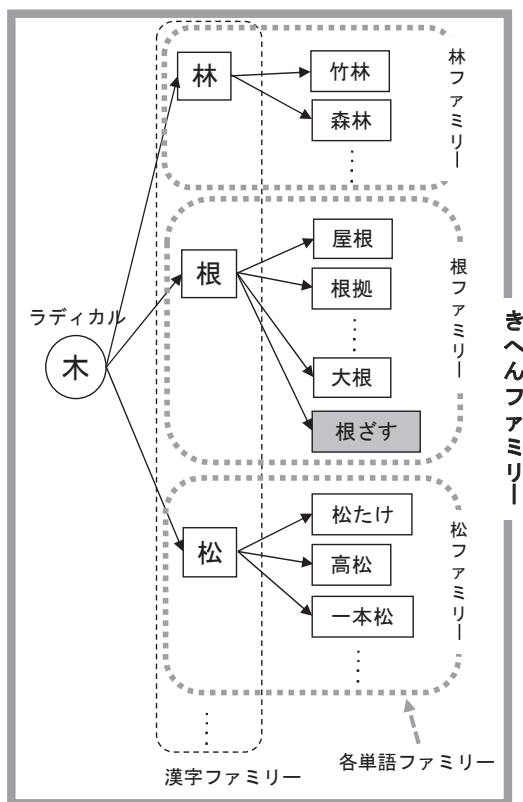 林
竹林
森林
林ファミリー
ラディカル
木
根
屋根
根拠
大根
根ざす
根ファミリー
松
松たけ
高松
一本松
松ファミリー
きへんファミリー
漢字ファミリー
各単語ファミリー